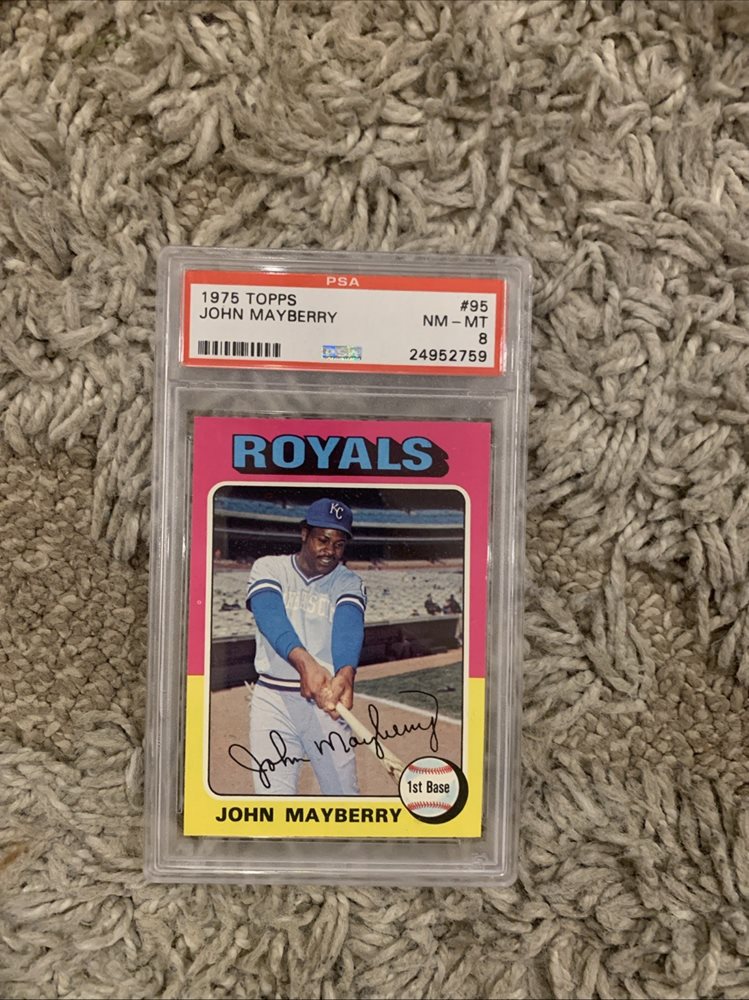 PSA
1975 TOPPS #95
JOHN MAYBERRY NM-MT
8
24952759
ROYALS
KC
John Mayberry
1st Base
JOHN MAYBERRY